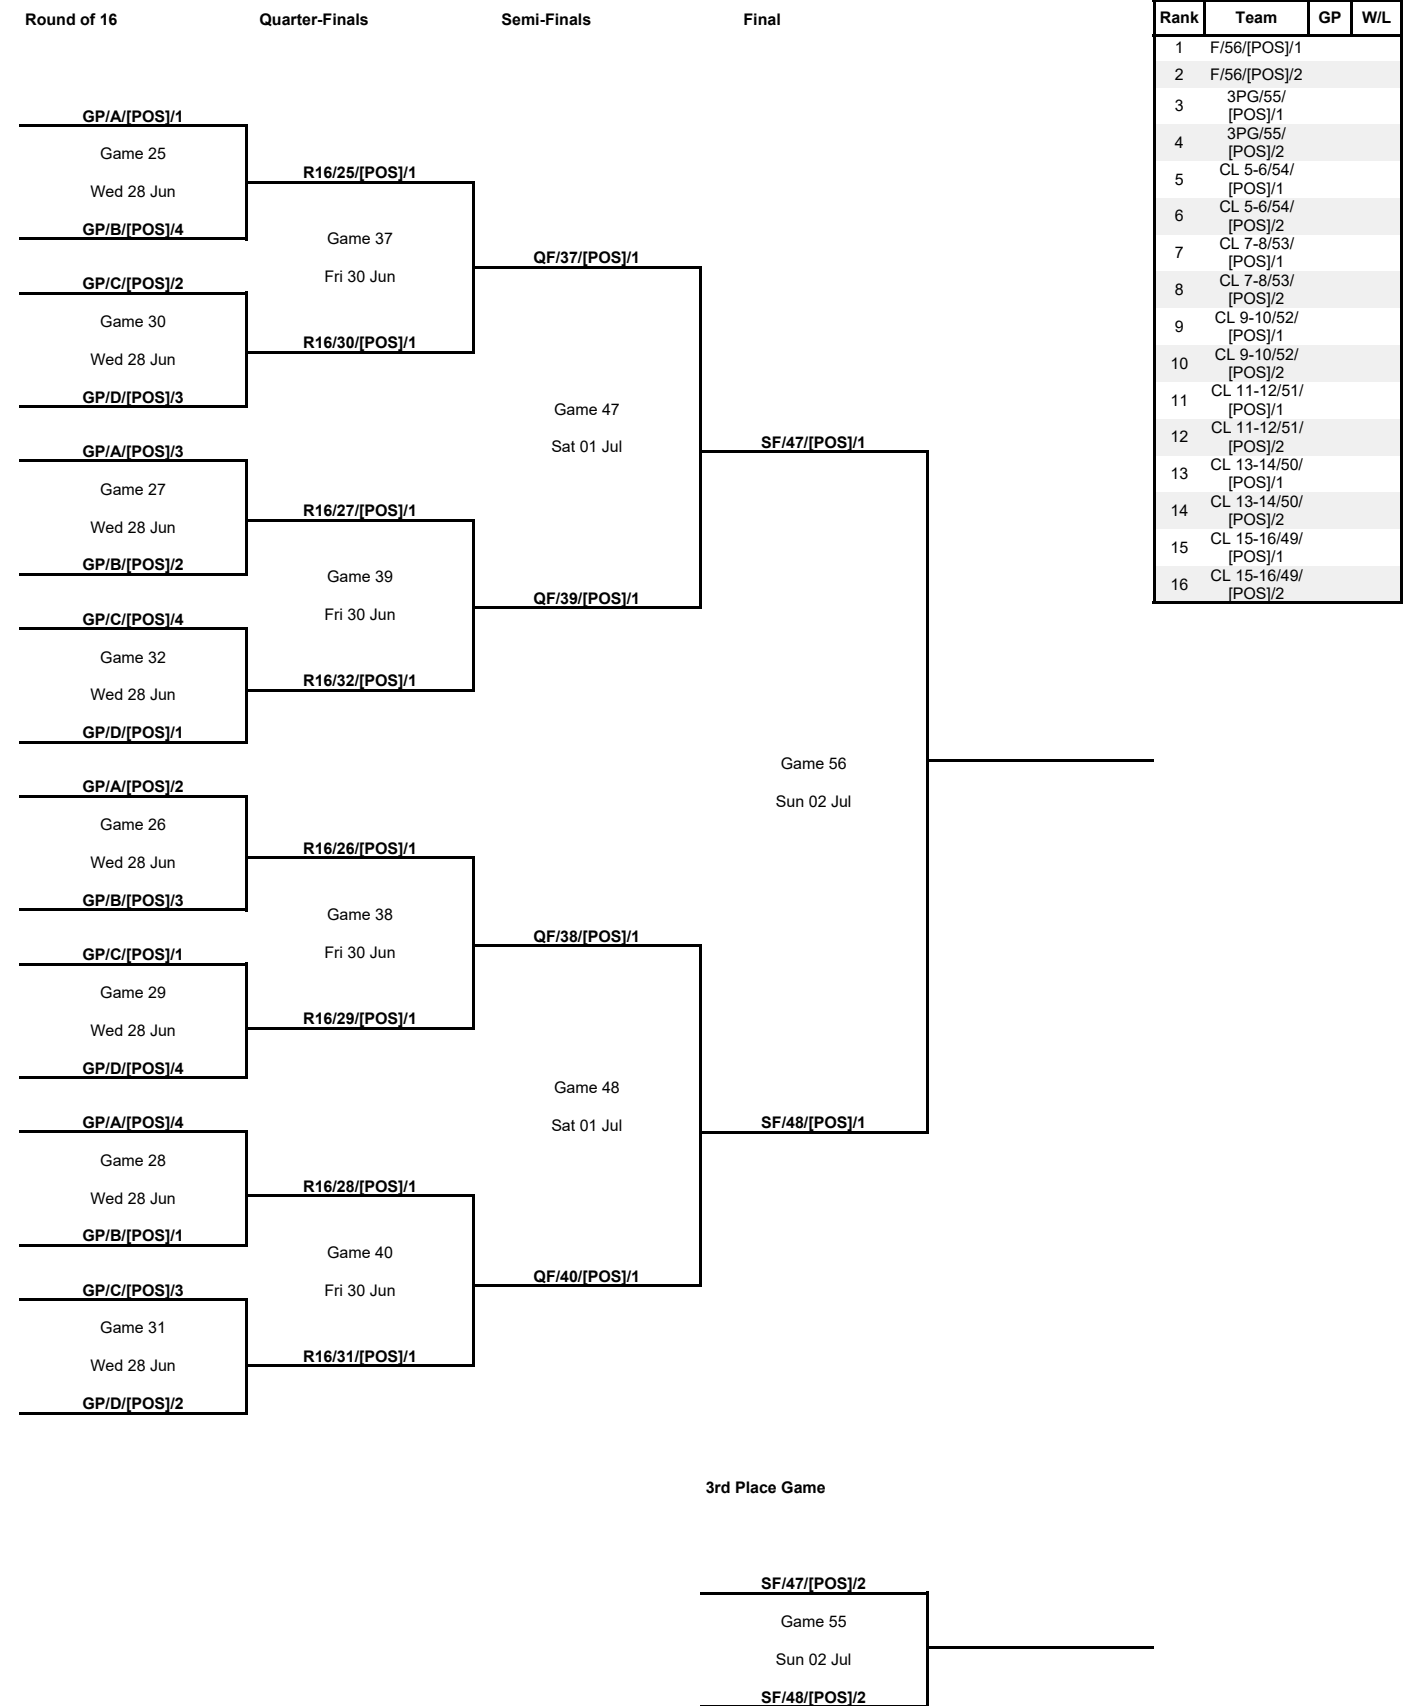 Round of 16
Quarter-Finals
Semi-Finals
Final
GP/A/[POS]/1
Game 25
Wed 28 Jun
GP/B/[POS]/4
GP/C/[POS]/2
Game 30
Wed 28 Jun
GP/D/[POS]/3
GP/A/[POS]/3
Game 27
Wed 28 Jun
GP/B/[POS]/2
GP/C/[POS]/4
Game 32
Wed 28 Jun
GP/D/[POS]/1
GP/A/[POS]/2
Game 26
Wed 28 Jun
GP/B/[POS]/3
GP/C/[POS]/1
Game 29
Wed 28 Jun
GP/D/[POS]/4
GP/A/[POS]/4
Game 28
Wed 28 Jun
GP/B/[POS]/1
GP/C/[POS]/3
Game 31
Wed 28 Jun
GP/D/[POS]/2
R16/25/[POS]/1
Game 37
Fri 30 Jun
R16/30/[POS]/1
R16/27/[POS]/1
Game 39
Fri 30 Jun
R16/32/[POS]/1
R16/26/[POS]/1
Game 38
Fri 30 Jun
R16/29/[POS]/1
R16/28/[POS]/1
Game 40
Fri 30 Jun
R16/31/[POS]/1
QF/37/[POS]/1
Game 47
Sat 01 Jul
QF/39/[POS]/1
QF/38/[POS]/1
Game 48
Sat 01 Jul
QF/40/[POS]/1
SF/47/[POS]/1
Game 56
Sun 02 Jul
SF/48/[POS]/1
3rd Place Game
SF/47/[POS]/2
Game 55
Sun 02 Jul
SF/48/[POS]/2
Rank Team GP W/L
1 F/56/[POS]/1
2 F/56/[POS]/2
3 3PG/55/
[POS]/1
4 3PG/55/
[POS]/2
5 CL 5-6/54/
[POS]/1
6 CL 5-6/54/
[POS]/2
7 CL 7-8/53/
[POS]/1
8 CL 7-8/53/
[POS]/2
9 CL 9-10/52/
[POS]/1
10 CL 9-10/52/
[POS]/2
11 CL 11-12/51/
[POS]/1
12 CL 11-12/51/
[POS]/2
13 CL 13-14/50/
[POS]/1
14 CL 13-14/50/
[POS]/2
15 CL 15-16/49/
[POS]/1
16 CL 15-16/49/
[POS]/2